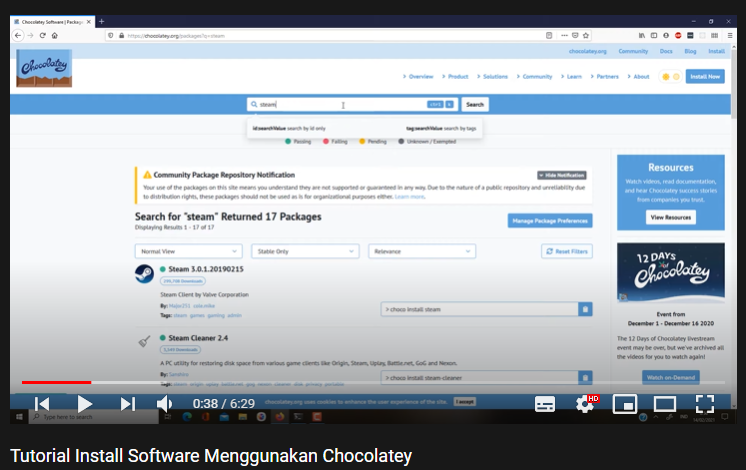 Chocolatey Software | Packages
https://chocolatey.org/packages?q=steam
chocolatey.org Community Docs Blog Install
Chocolatey
Overview Product Solutions Community Learn Partners About Install Now
steam Search
id:searchValue search by id only tag:searchValue search by tags
Passing Failing Pending Unknown / Exempted
Community Package Repository Notification Hide Notification
Your use of the packages on this site means you understand they are not supported or guaranteed in any way. Due to the nature of a public repository and unreliability due
to distribution rights, these packages should not be used as is for organizational purposes either. Learn more.
Search for "steam" Returned 17 Packages
Displaying Results 1 - 17 of 17
Manage Package Preferences
Normal View Stable Only Relevance Reset Filters
Steam 3.0.1.20190215
Downloads
Steam Client by Valve Corporation
By:
Tags: steam games gaming admin
> choco install steam
Steam Cleaner 2.4
Downloads
A PC utility for restoring disk space from various game clients like Origin, Steam, Uplay, Battle.net, GoG and Nexon.
By:
Tags:
> choco install steam-cleaner
Resources
Watch videos, read documentation,
and hear Chocolatey success stories
from companies you trust.
View Resources
12 DAYS
of
Chocolatey
Event from
December 1 - December 16 2020
The 12 Days of Chocolatey livestream
event may be over, but we've archived all
the videos for you to watch again!
Watch on-Demand
chocolatey.org uses cookies to enhance the user experience of the site. I accept
Type here to search
0:38 / 6:29
HD
Tutorial Install Software Menggunakan Chocolatey